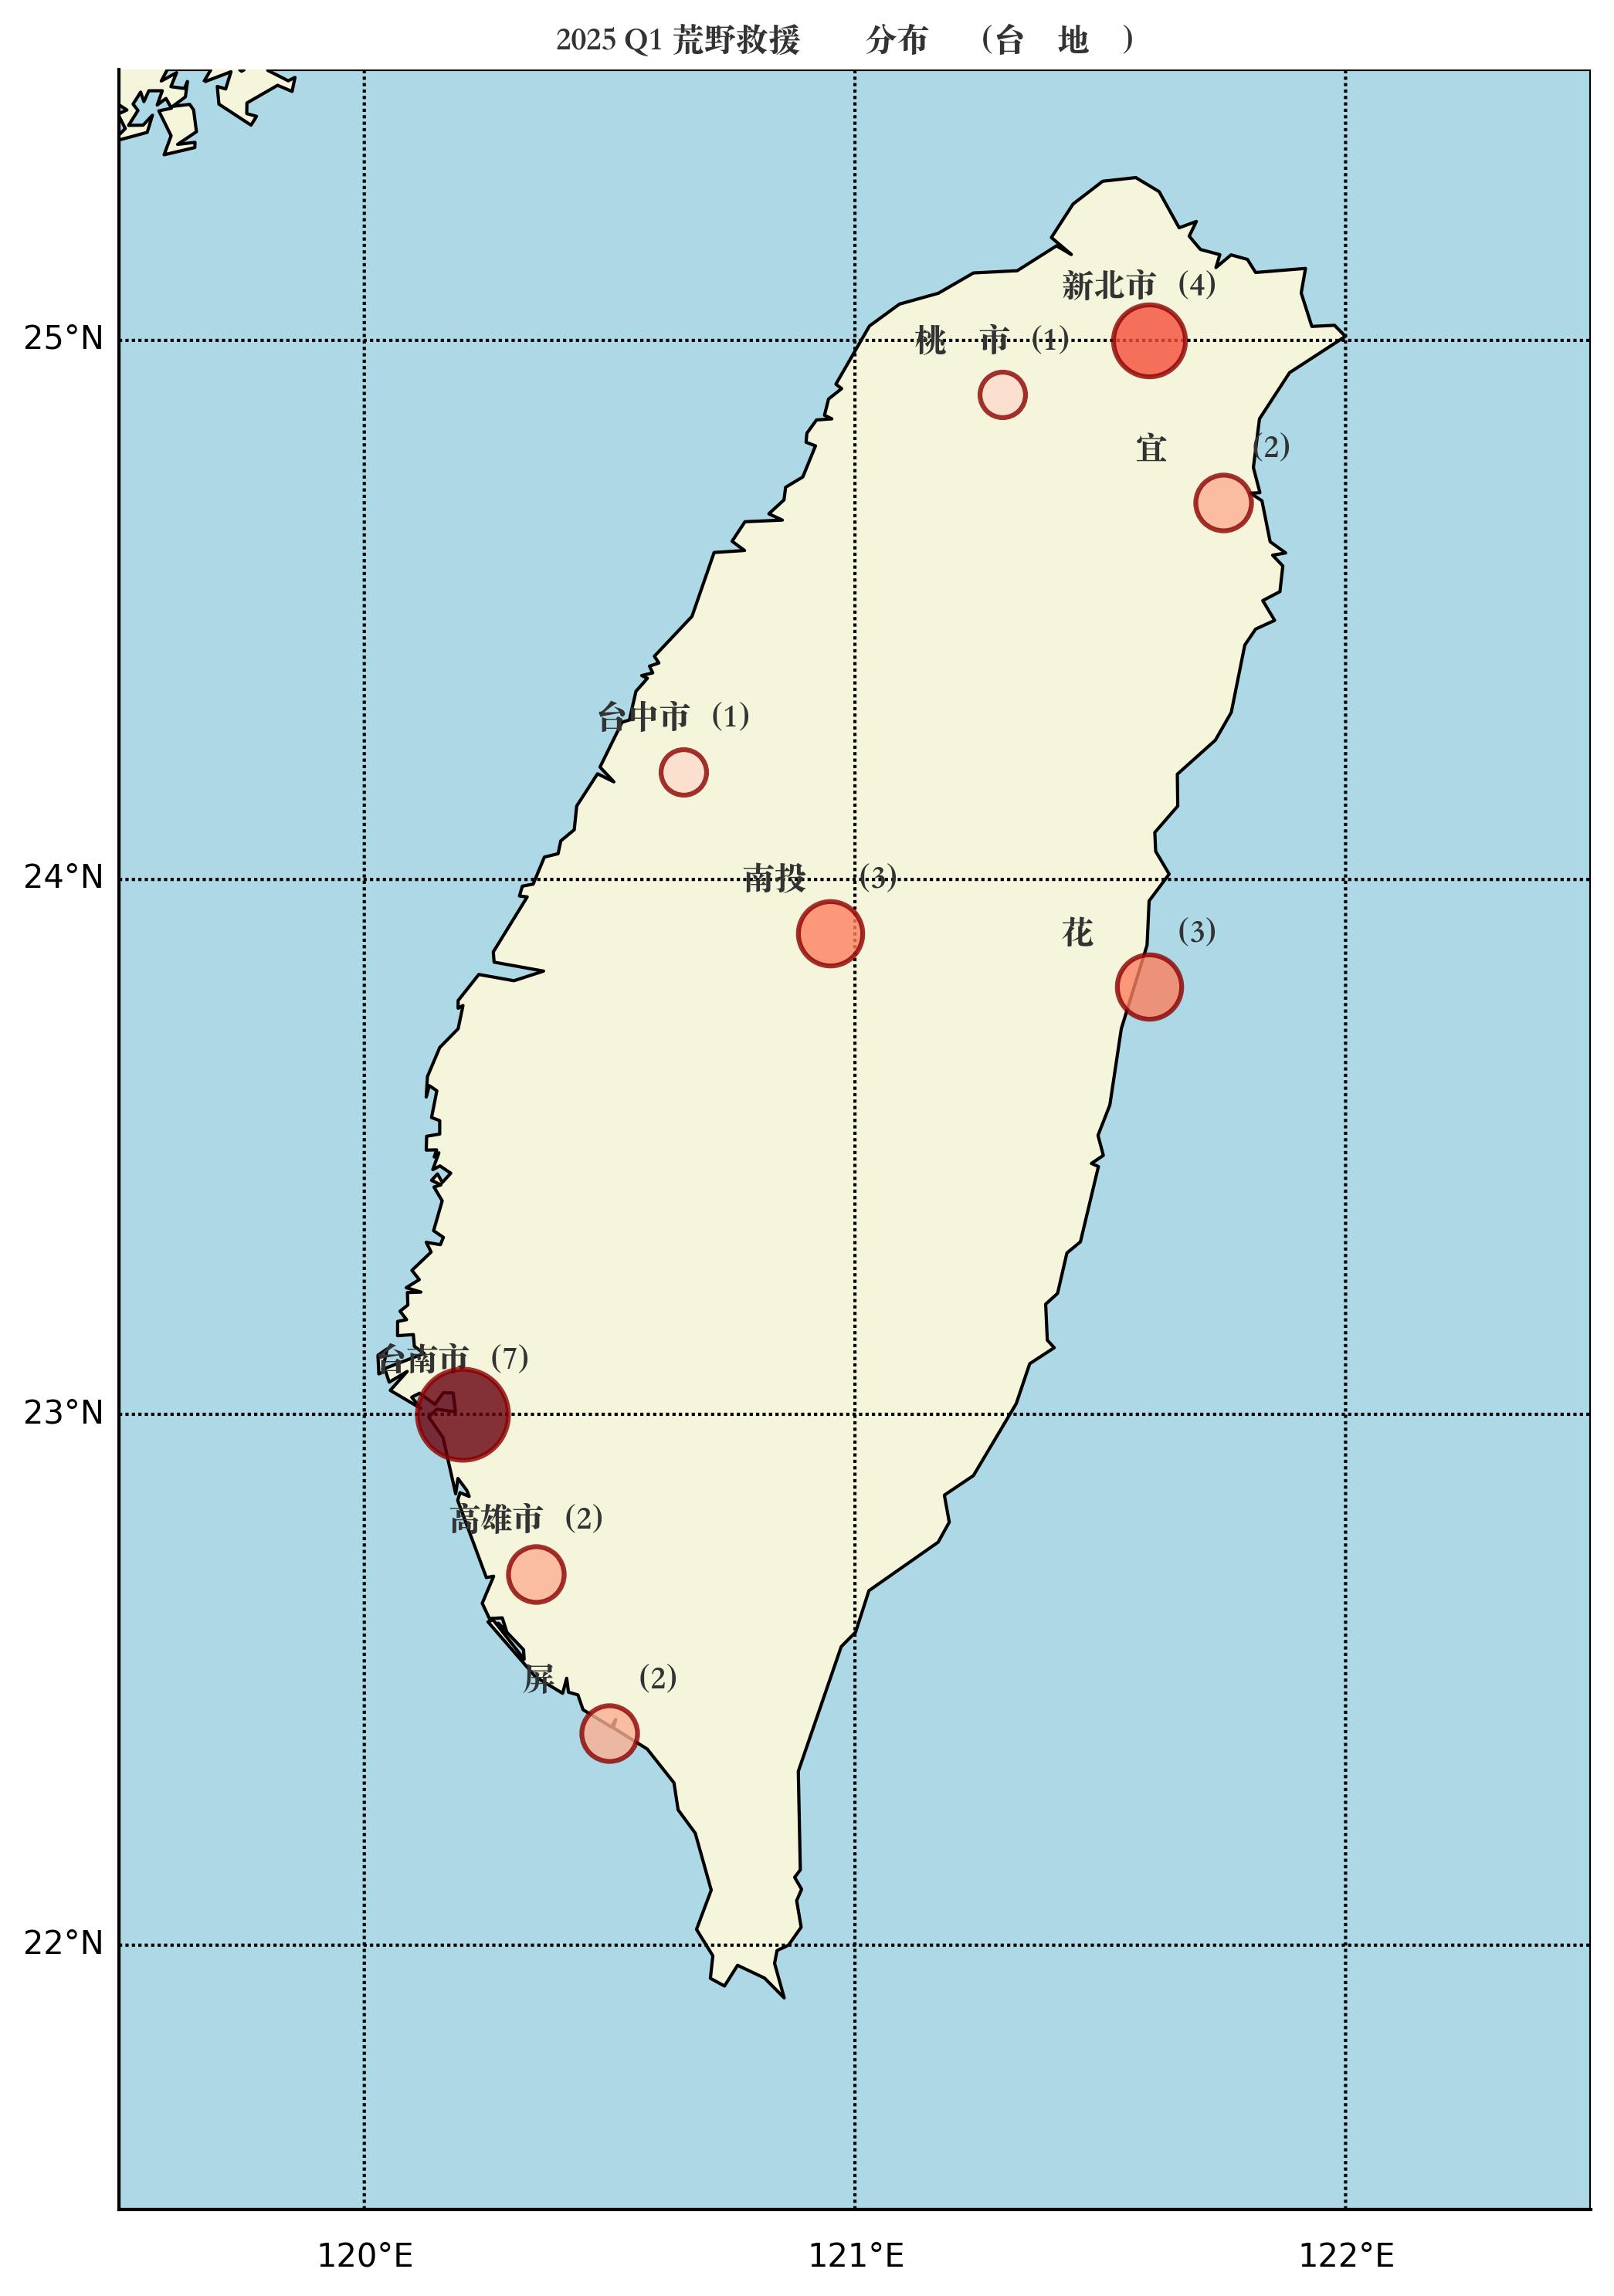 2025 Q1 荒野救援 分布 (台 地 )
新北市 (4)
25°N
桃 市 (1)
宜 (2)
台中市 (1)
24°N
南投 (3)
花 (3)
台南市 (7)
23°N
高雄市 (2)
屏 (2)
22°N
120°E 121°E 122°E